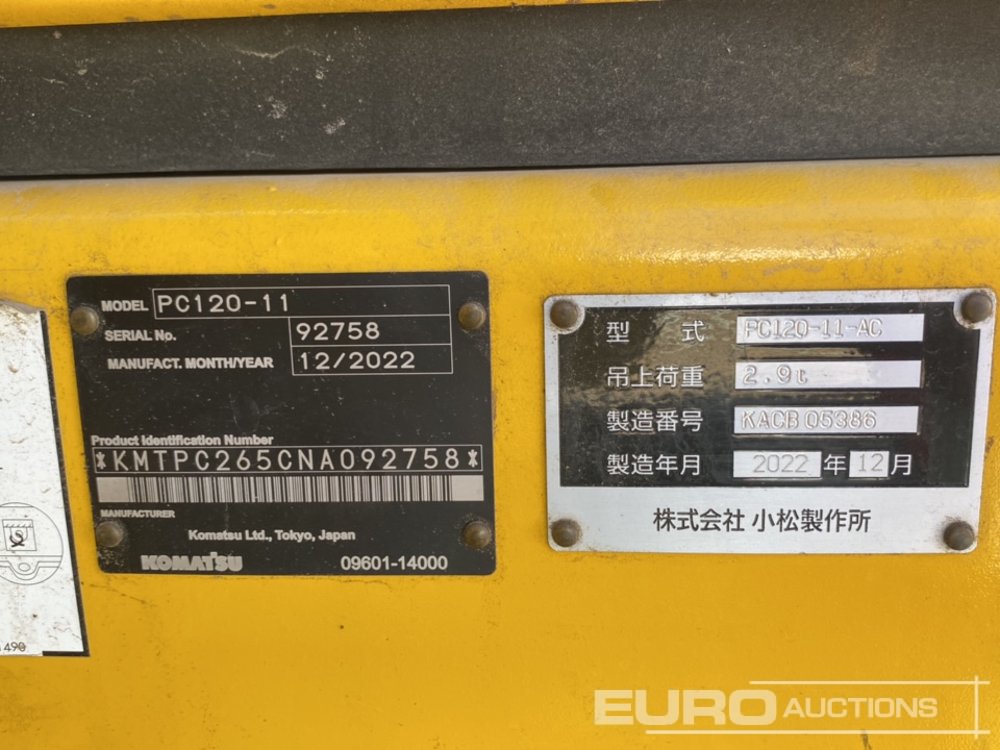 MODEL PC120-11
SERIAL No. 92758
MANUFACT. MONTH/YEAR 12/2022
Product Identification Number
*KMTPC265CNA092758*
MANUFACTURER
Komatsu Ltd., Tokyo, Japan
KOMATSU 09601-14000
型 式 PC120-11-AC
吊上荷重 2.9t
製造番号 KACB 05386
製造年月 2022 年 12 月
株式会社 小松製作所
1490
EURO AUCTIONS